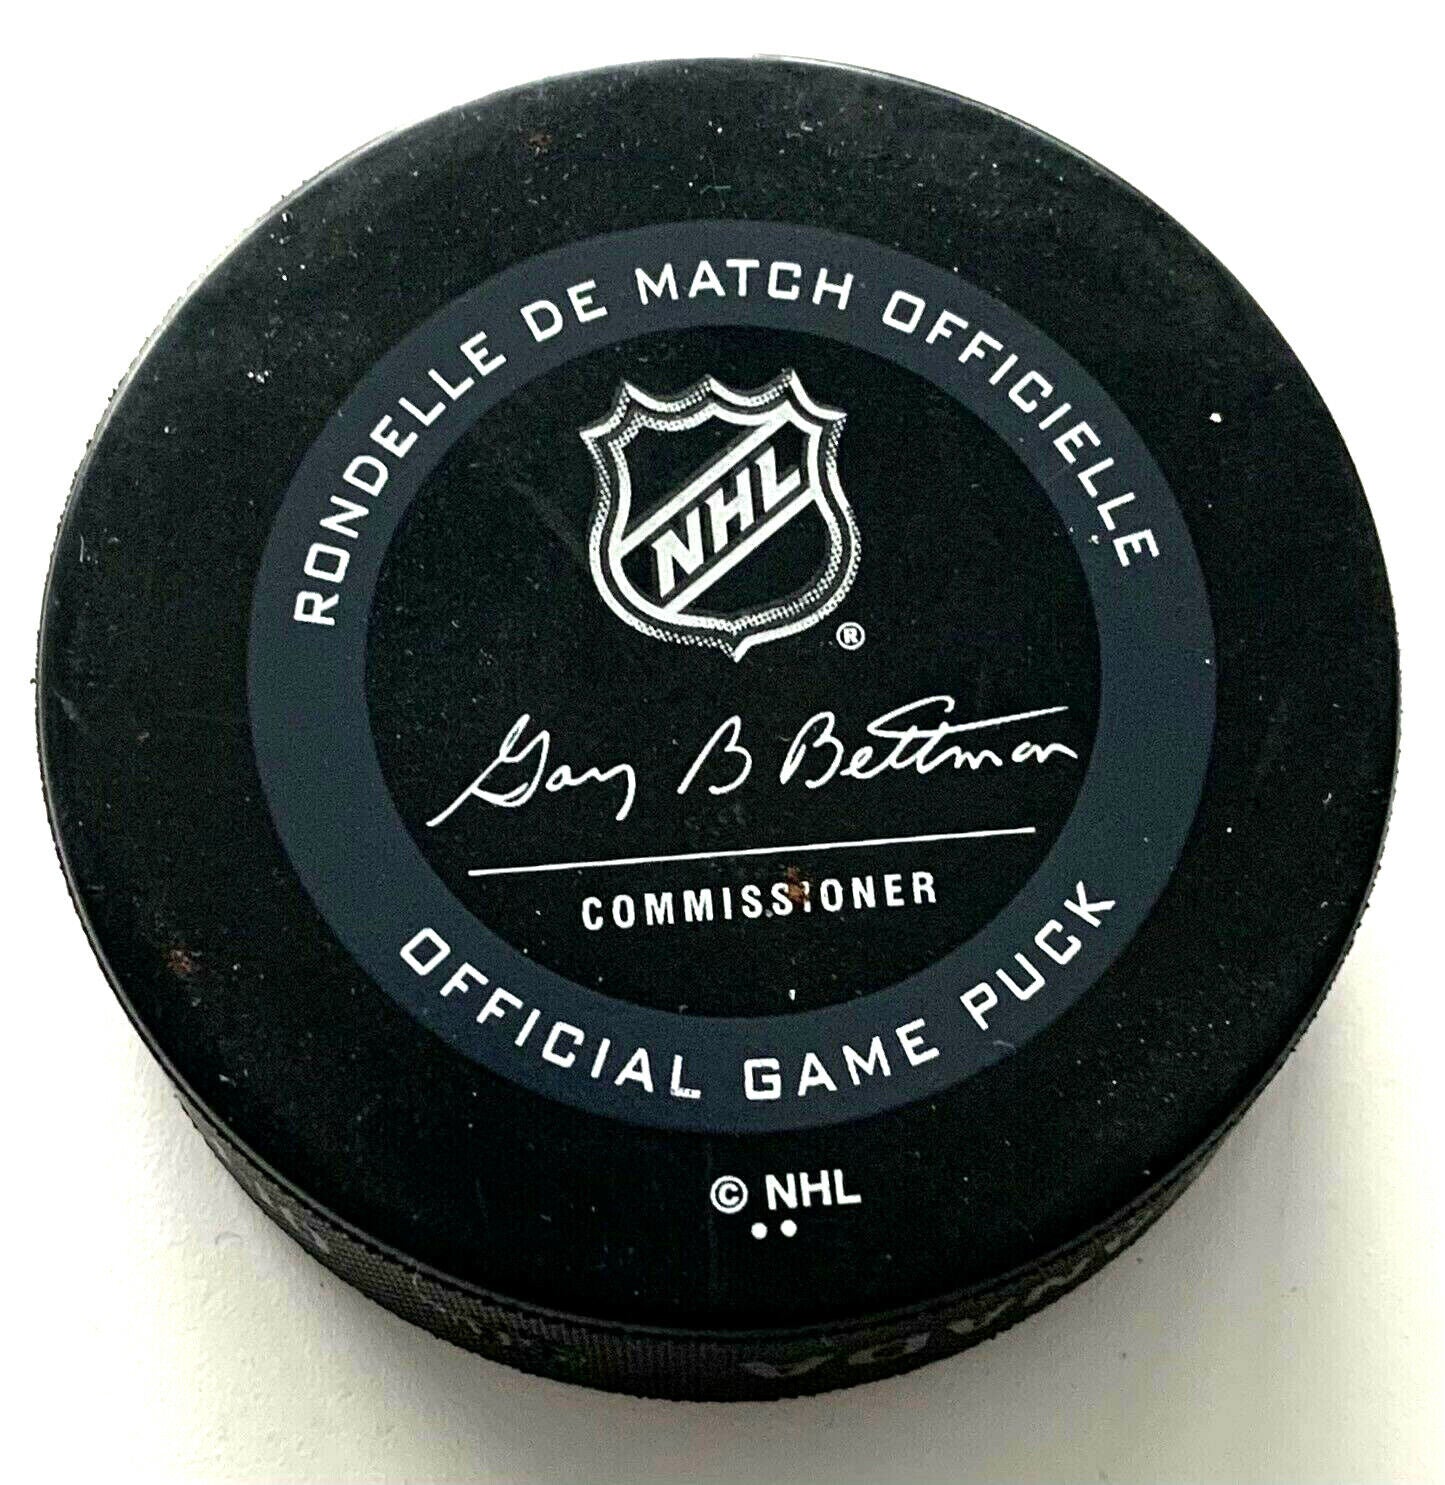 RONDELLE DE MATCH OFFICIELLE
NHL
®
Gary B Bettman
COMMISSIONER
OFFICIAL GAME PUCK
© NHL